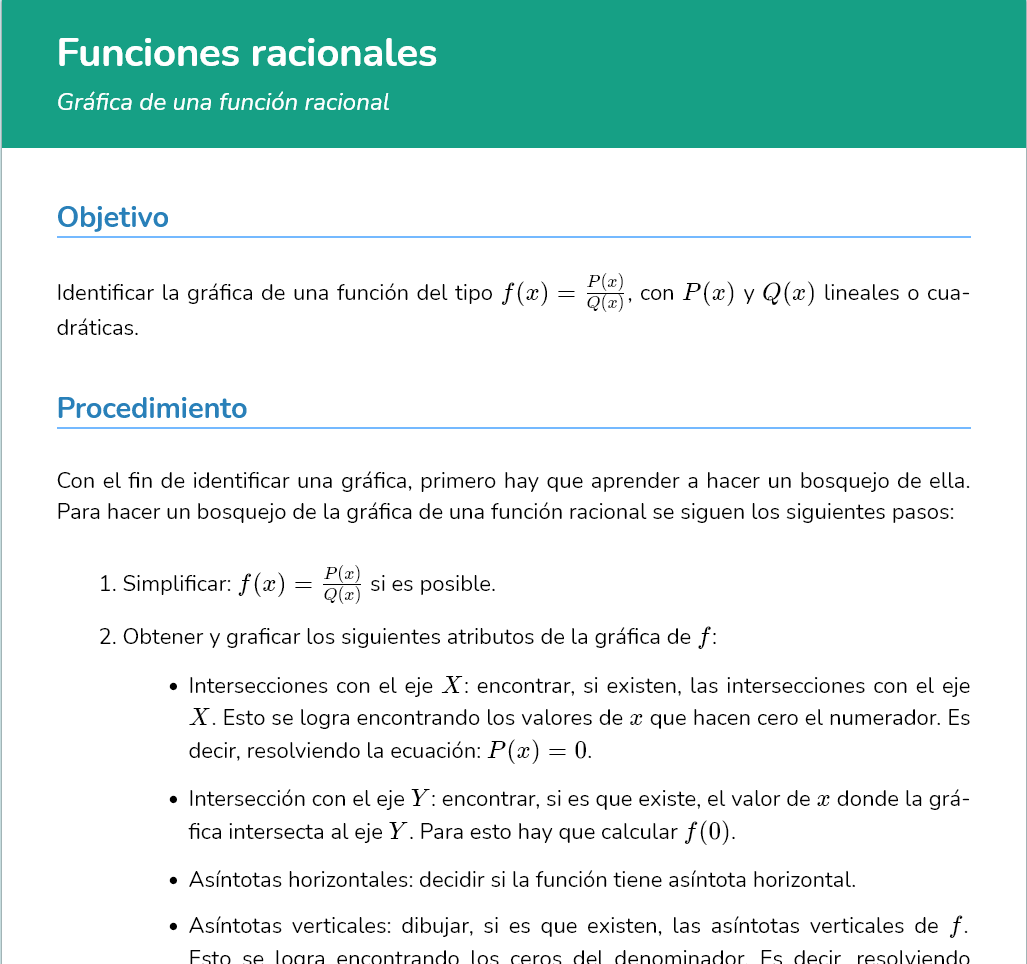 Funciones racionales
Gráfica de una función racional
Objetivo
Identificar la gráfica de una función del tipo f(x) = P(x)/Q(x), con P(x) y Q(x) lineales o cua-
dráticas.
Procedimiento
Con el fin de identificar una gráfica, primero hay que aprender a hacer un bosquejo de ella.
Para hacer un bosquejo de la gráfica de una función racional se siguen los siguientes pasos:
1. Simplificar: f(x) = P(x)/Q(x) si es posible.
2. Obtener y graficar los siguientes atributos de la gráfica de f:
• Intersecciones con el eje X: encontrar, si existen, las intersecciones con el eje
X. Esto se logra encontrando los valores de x que hacen cero el numerador. Es
decir, resolviendo la ecuación: P(x) = 0.
• Intersección con el eje Y: encontrar, si es que existe, el valor de x donde la grá-
fica intersecta al eje Y. Para esto hay que calcular f(0).
• Asíntotas horizontales: decidir si la función tiene asíntota horizontal.
• Asíntotas verticales: dibujar, si es que existen, las asíntotas verticales de f.
Esto se logra encontrando los ceros del denominador. Es decir, resolviendo